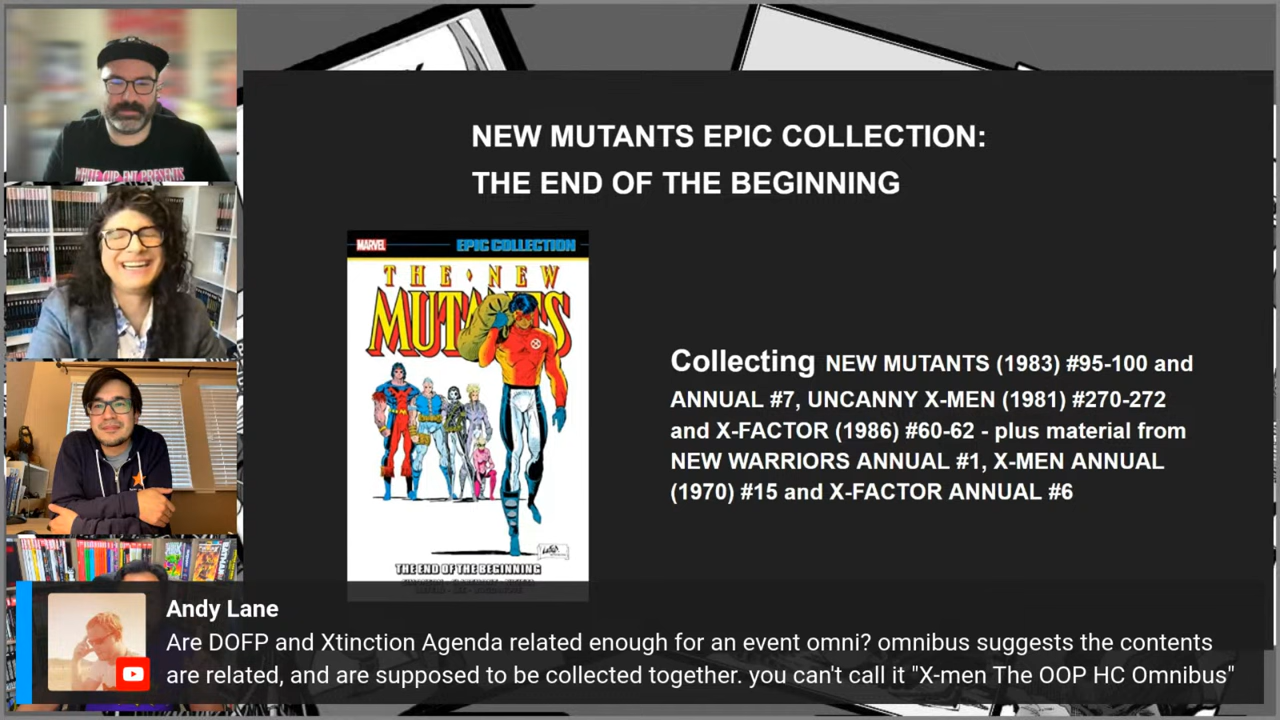 WHITE CUP ENT PRESENTS
NEW MUTANTS EPIC COLLECTION:
THE END OF THE BEGINNING
MARVEL EPIC COLLECTION
THE NEW
MUTANTS
THE END OF THE BEGINNING
Collecting NEW MUTANTS (1983) #95-100 and
ANNUAL #7, UNCANNY X-MEN (1981) #270-272
and X-FACTOR (1986) #60-62 - plus material from
NEW WARRIORS ANNUAL #1, X-MEN ANNUAL
(1970) #15 and X-FACTOR ANNUAL #6
Andy Lane
Are DOFP and Xtinction Agenda related enough for an event omni? omnibus suggests the contents
are related, and are supposed to be collected together. you can't call it "X-men The OOP HC Omnibus"